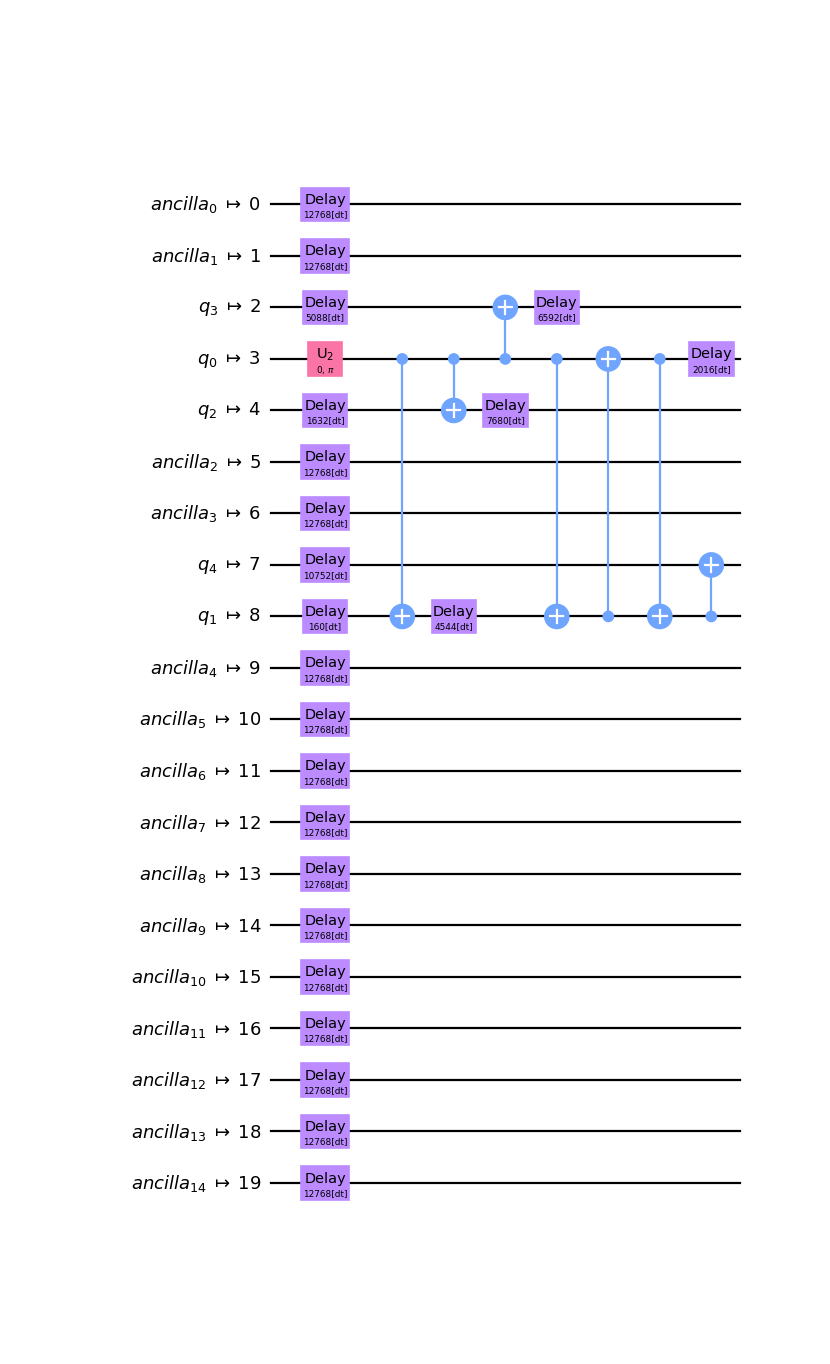 ancilla₀ ↦ 0 Delay 12768[dt]
ancilla₁ ↦ 1 Delay 12768[dt]
q₃ ↦ 2 Delay 5088[dt] Delay 6592[dt]
q₀ ↦ 3 U₂ 0, π Delay 2016[dt]
q₂ ↦ 4 Delay 1632[dt] Delay 7680[dt]
ancilla₂ ↦ 5 Delay 12768[dt]
ancilla₃ ↦ 6 Delay 12768[dt]
q₄ ↦ 7 Delay 10752[dt]
q₁ ↦ 8 Delay 160[dt] Delay 4544[dt]
ancilla₄ ↦ 9 Delay 12768[dt]
ancilla₅ ↦ 10 Delay 12768[dt]
ancilla₆ ↦ 11 Delay 12768[dt]
ancilla₇ ↦ 12 Delay 12768[dt]
ancilla₈ ↦ 13 Delay 12768[dt]
ancilla₉ ↦ 14 Delay 12768[dt]
ancilla₁₀ ↦ 15 Delay 12768[dt]
ancilla₁₁ ↦ 16 Delay 12768[dt]
ancilla₁₂ ↦ 17 Delay 12768[dt]
ancilla₁₃ ↦ 18 Delay 12768[dt]
ancilla₁₄ ↦ 19 Delay 12768[dt]